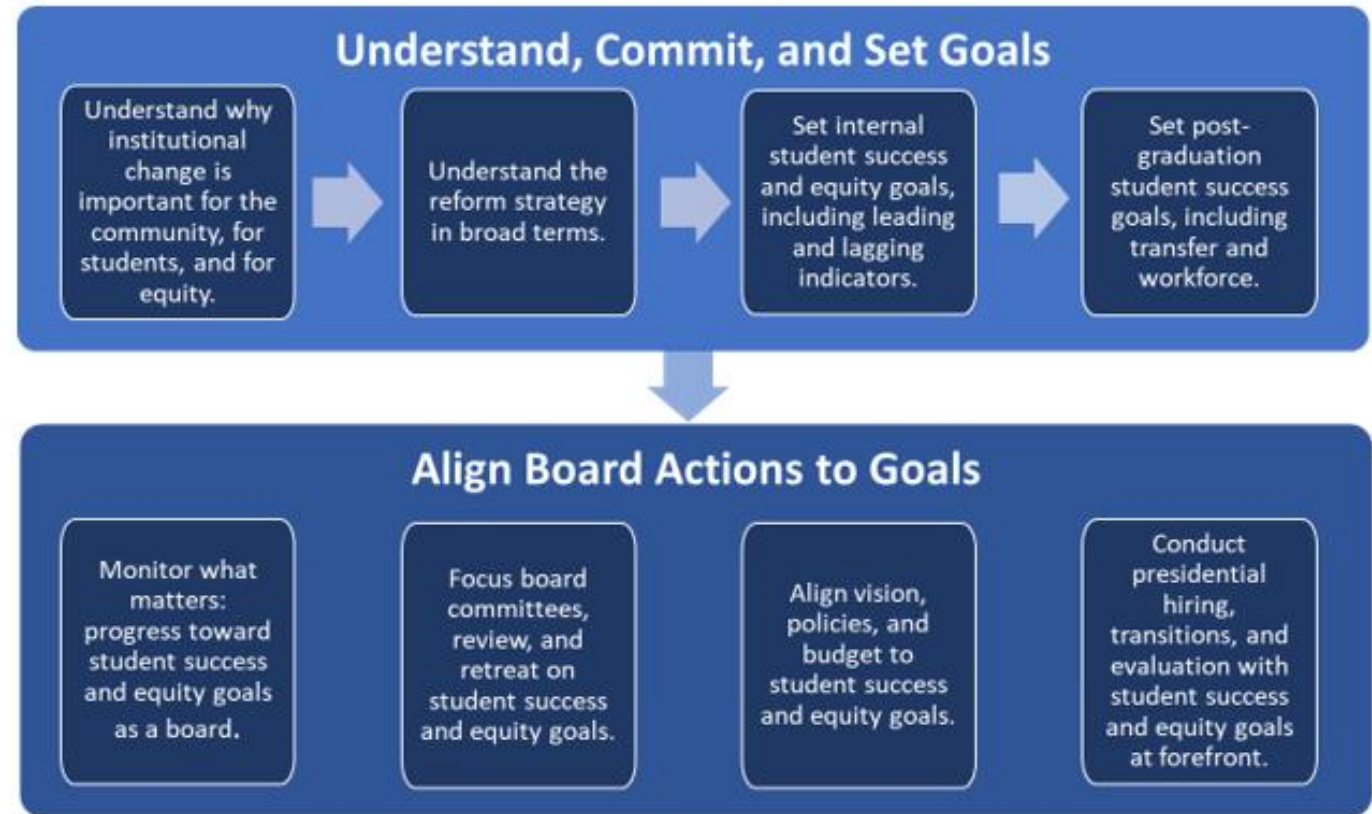 Understand, Commit, and Set Goals
Understand why
institutional
change is
important for the
community, for
students, and for
equity.
Understand the
reform strategy
in broad terms.
Set internal
student success
and equity goals,
including leading
and lagging
indicators.
Set post-
graduation
student success
goals, including
transfer and
workforce.
Align Board Actions to Goals
Monitor what
matters:
progress toward
student success
and equity goals
as a board.
Focus board
committees,
review, and
retreat on
student success
and equity goals.
Align vision,
policies, and
budget to
student success
and equity goals.
Conduct
presidential
hiring,
transitions, and
evaluation with
student success
and equity goals
at forefront.